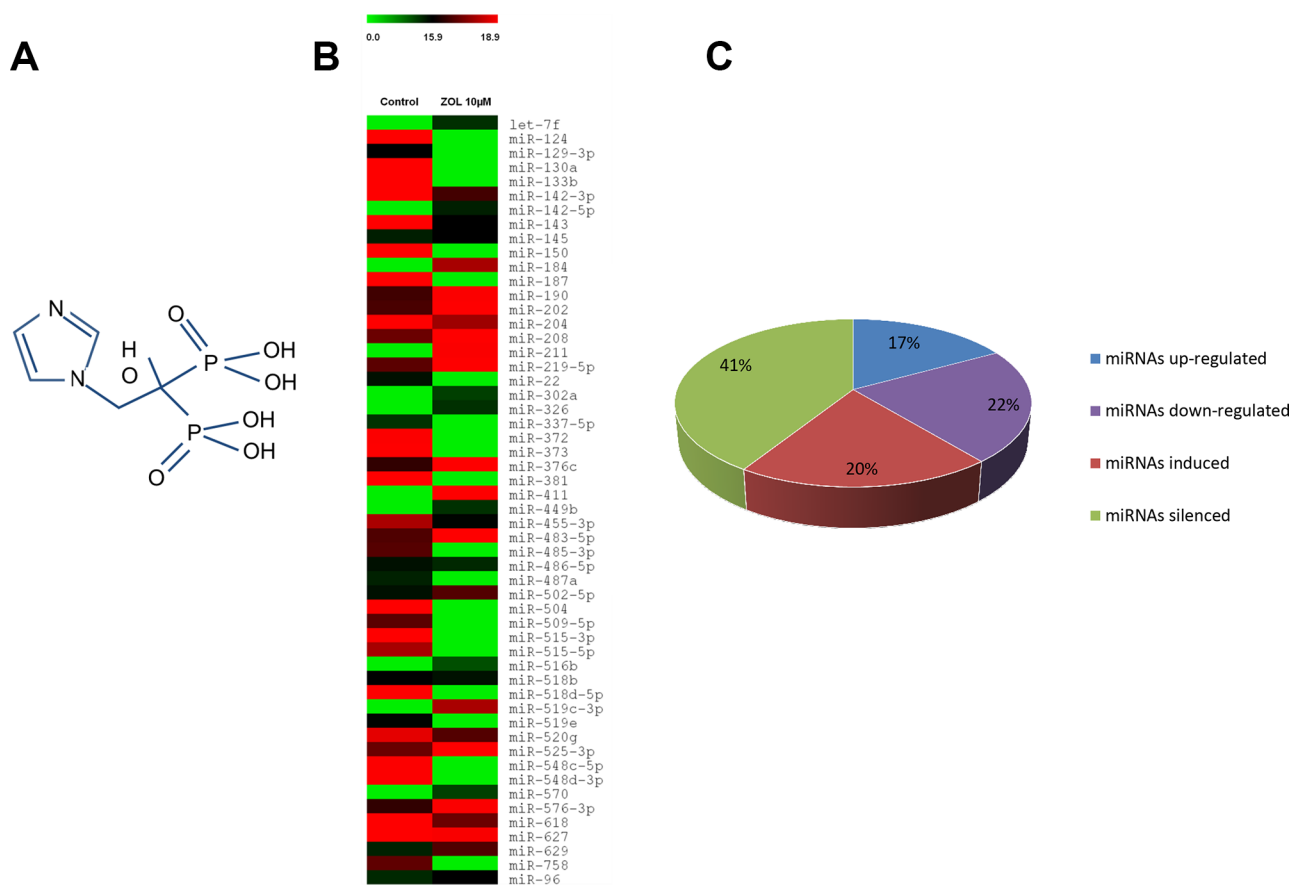 A
N
N
H
O
O
P
OH
OH
P
OH
OH
O
B
0.0 15.9 18.9
Control ZOL 10µM
let-7f
miR-124
miR-129-3p
miR-130a
miR-133b
miR-142-3p
miR-142-5p
miR-143
miR-145
miR-150
miR-184
miR-187
miR-190
miR-202
miR-204
miR-208
miR-211
miR-219-5p
miR-22
miR-302a
miR-326
miR-337-5p
miR-372
miR-373
miR-376c
miR-381
miR-411
miR-449b
miR-455-3p
miR-483-5p
miR-485-3p
miR-486-5p
miR-487a
miR-502-5p
miR-504
miR-509-5p
miR-515-3p
miR-515-5p
miR-516b
miR-518b
miR-518d-5p
miR-519c-3p
miR-519e
miR-520g
miR-525-3p
miR-548c-5p
miR-548d-3p
miR-570
miR-576-3p
miR-618
miR-627
miR-629
miR-758
miR-96
C
17%
22%
20%
41%
miRNAs up-regulated
miRNAs down-regulated
miRNAs induced
miRNAs silenced